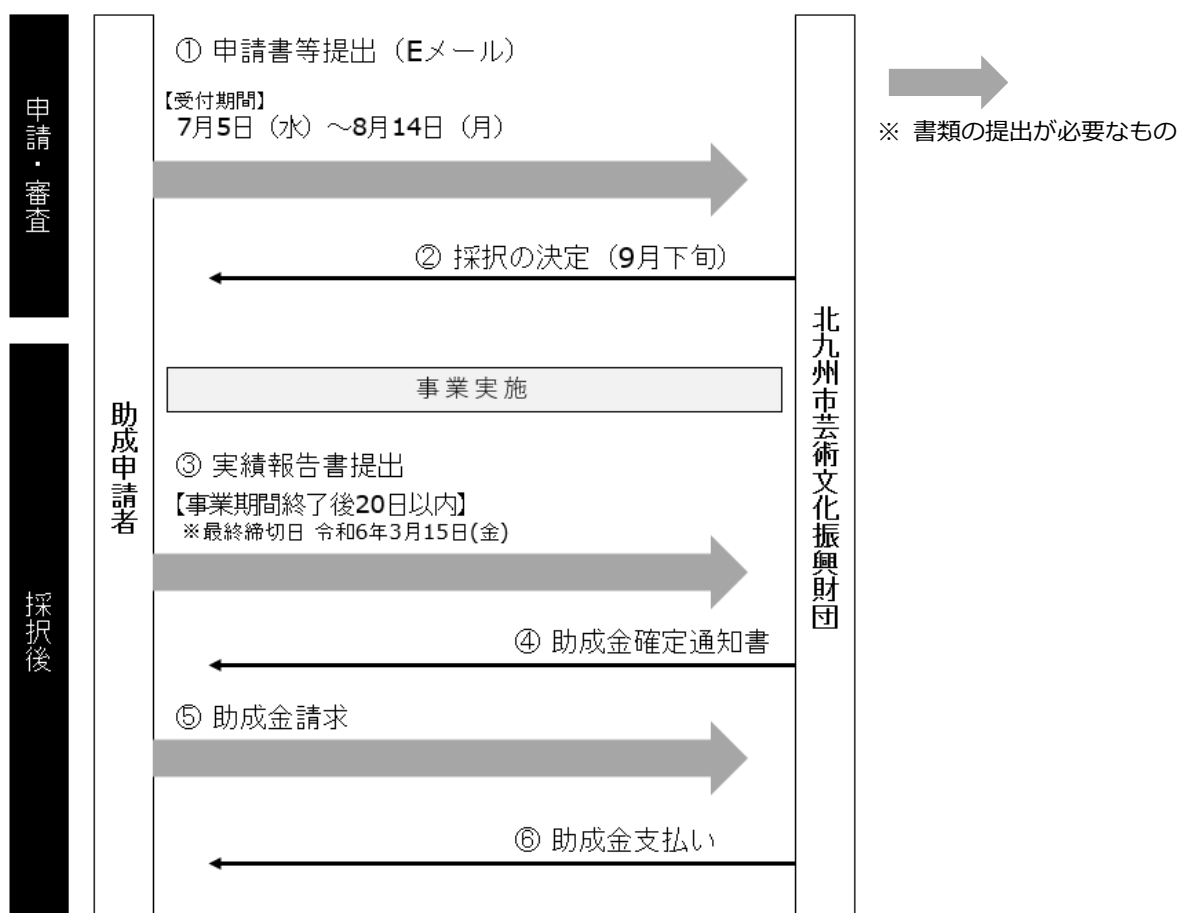 申請・審査
① 申請書等提出（Eメール）
【受付期間】
7月5日（水）～8月14日（月）
※ 書類の提出が必要なもの
② 採択の決定（9月下旬）
採択後
助成申請者
北九州市芸術文化振興財団
事業実施
③ 実績報告書提出
【事業期間終了後20日以内】
※最終締切日 令和6年3月15日(金)
④ 助成金確定通知書
⑤ 助成金請求
⑥ 助成金支払い